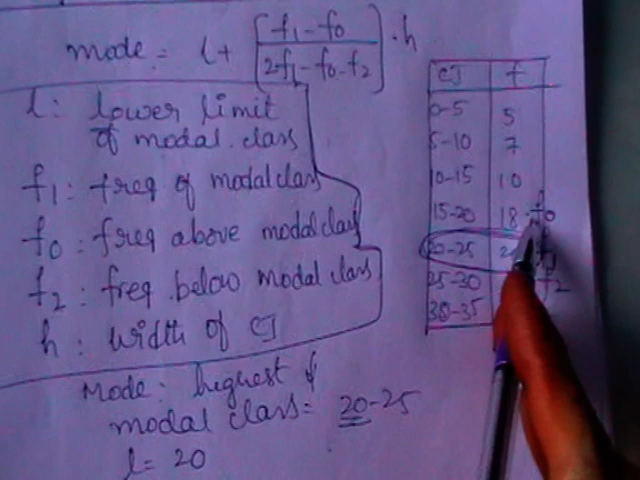 mode = l + [f1 - f0 / 2f1 - f0 - f2] . h
l : lower limit
of modal class
f1 : freq of modal class
f0 : freq above modal class
f2 : freq below modal class
h : width of CI
Mode : highest f
modal class = 20-25
l = 20
CI f
0-5 5
5-10 7
10-15 10
15-20 18 f0
20-25 f1
25-30 f2
30-35